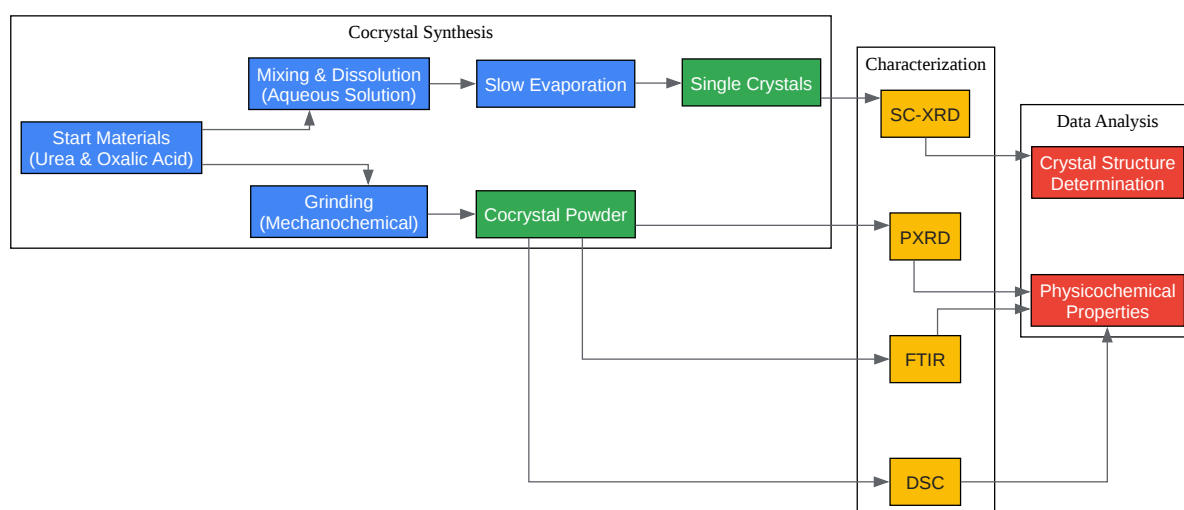 Cocrystal Synthesis
Mixing & Dissolution
(Aqueous Solution)
Slow Evaporation
Single Crystals
Start Materials
(Urea & Oxalic Acid)
Grinding
(Mechanochemical)
Cocrystal Powder
Characterization
SC-XRD
PXRD
FTIR
DSC
Data Analysis
Crystal Structure
Determination
Physicochemical
Properties